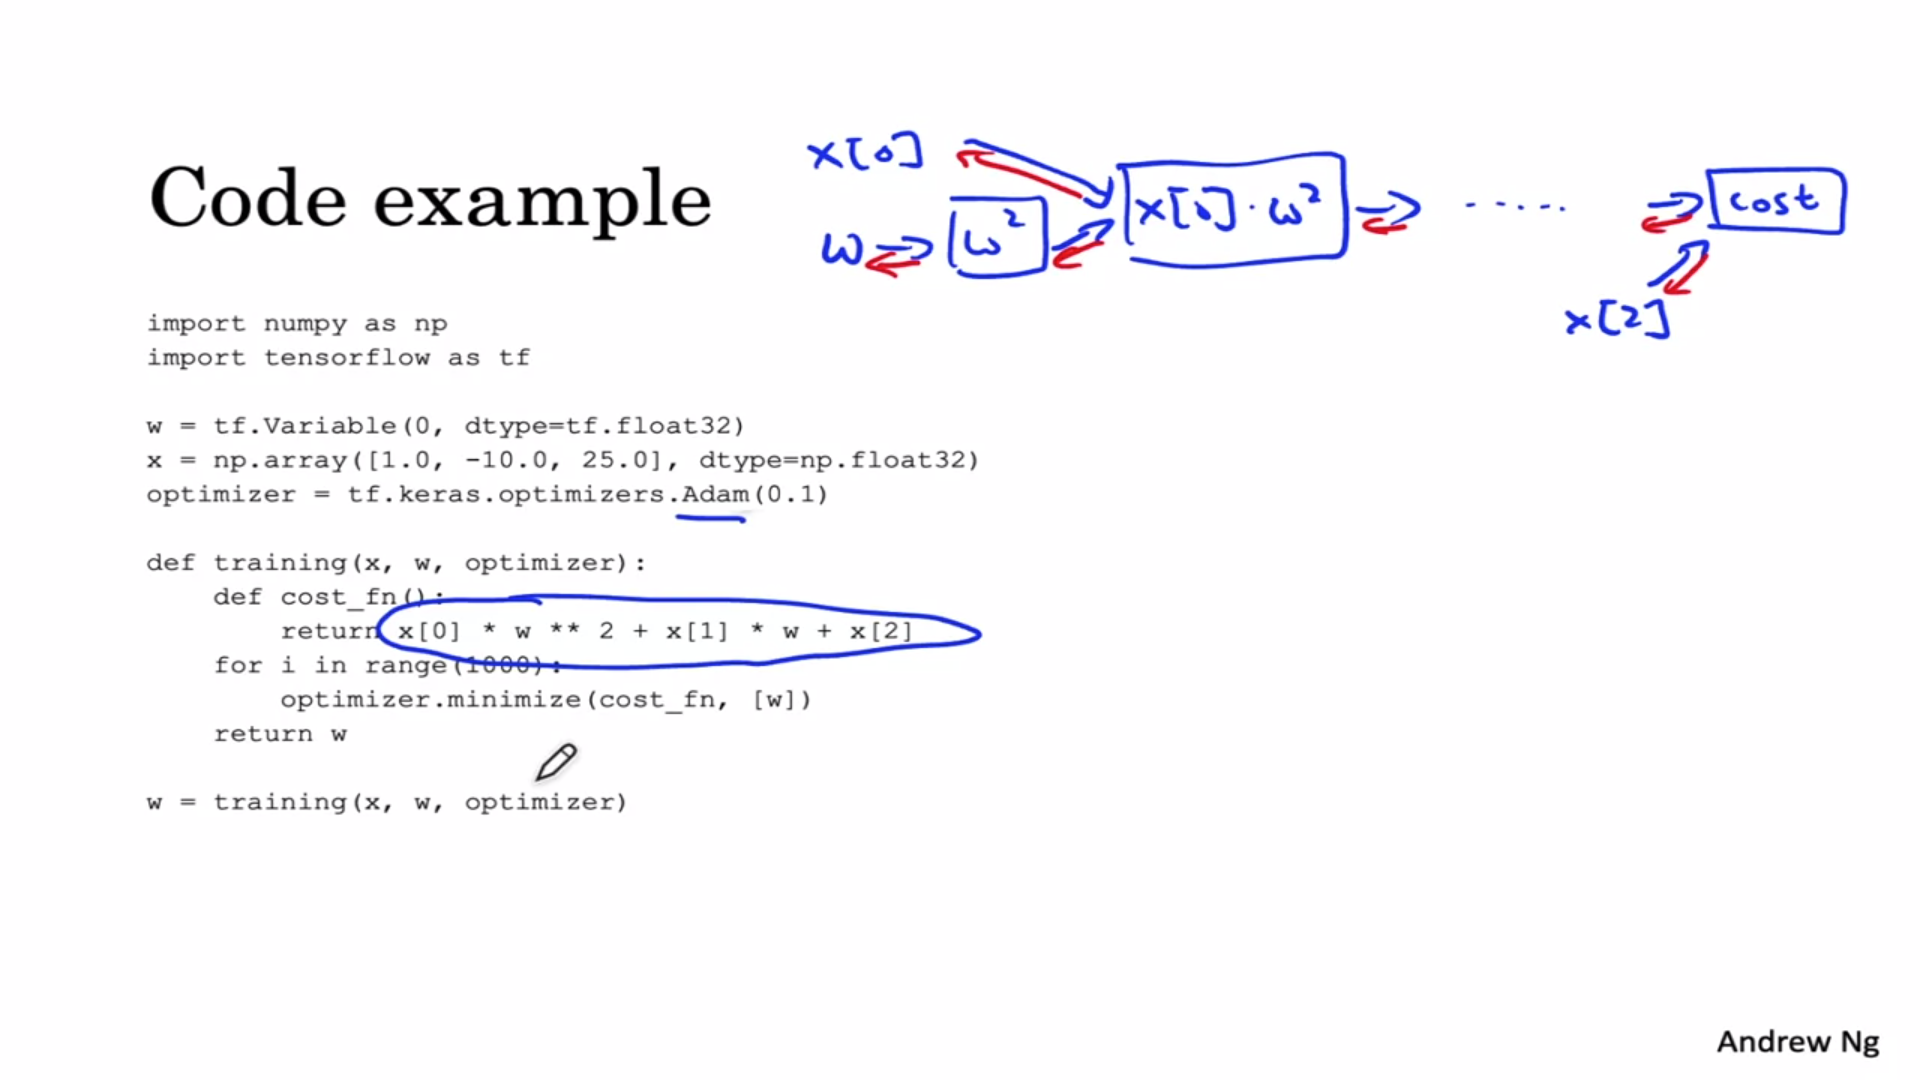 Code example
x[0]
w
w²
x[0]·w²
.....
cost
x[2]
import numpy as np
import tensorflow as tf
w = tf.Variable(0, dtype=tf.float32)
x = np.array([1.0, -10.0, 25.0], dtype=np.float32)
optimizer = tf.keras.optimizers.Adam(0.1)
def training(x, w, optimizer):
    def cost_fn():
        return x[0] * w ** 2 + x[1] * w + x[2]
    for i in range(1000):
        optimizer.minimize(cost_fn, [w])
    return w
w = training(x, w, optimizer)
Andrew Ng